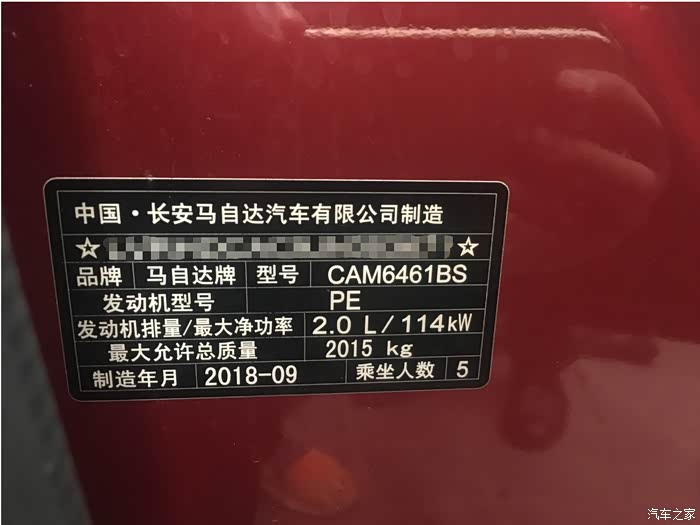 中国·长安马自达汽车有限公司制造
☆ ☆
品牌 马自达牌 型号 CAM6461BS
发动机型号 PE
发动机排量/最大净功率 2.0 L/114kW
最大允许总质量 2015 kg
制造年月 2018-09 乘坐人数 5
汽车之家